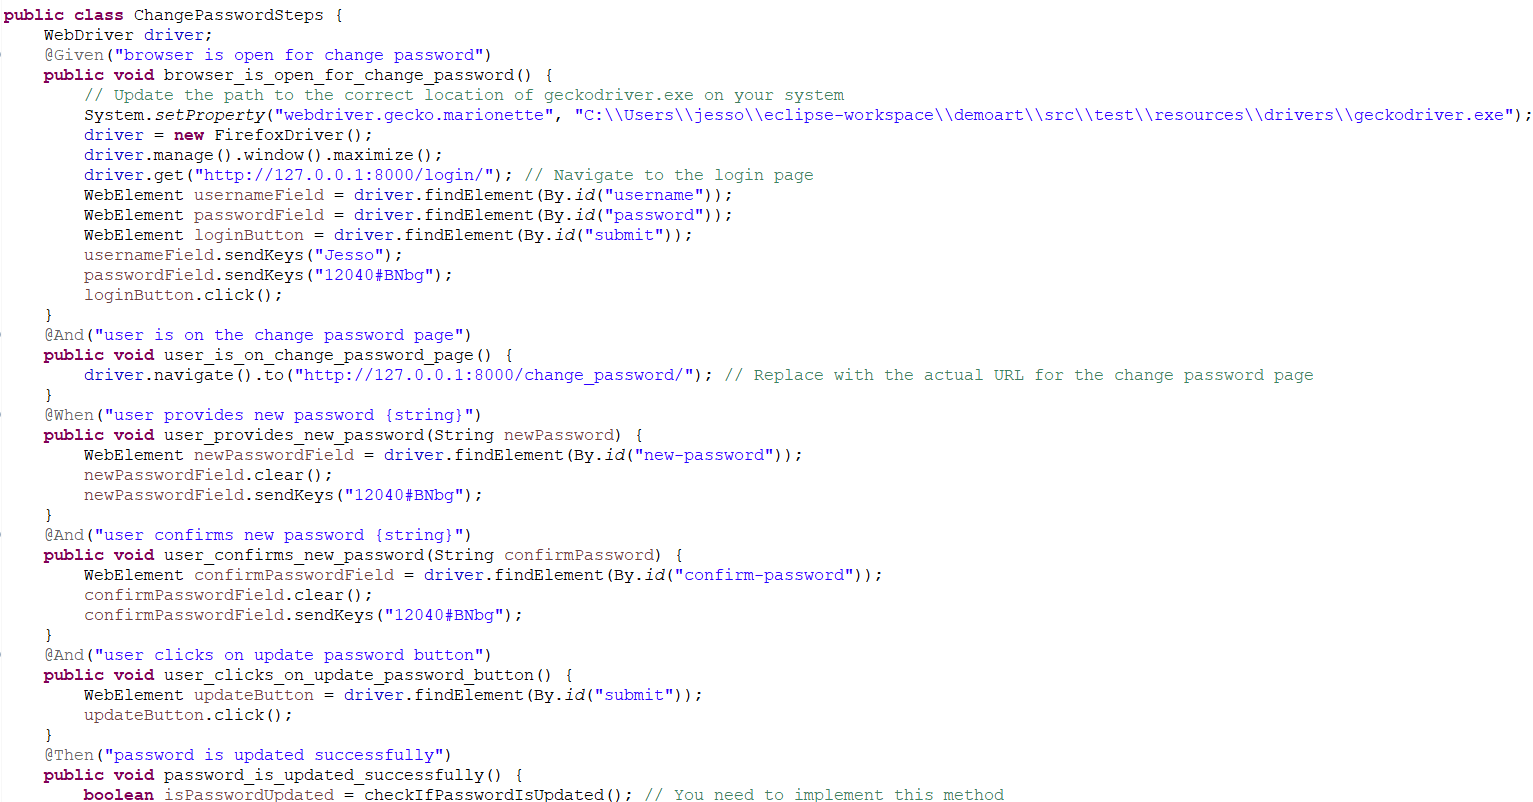 public class ChangePasswordSteps {
    WebDriver driver;
    @Given("browser is open for change password")
    public void browser_is_open_for_change_password() {
        // Update the path to the correct location of geckodriver.exe on your system
        System.setProperty("webdriver.gecko.marionette", "C:\\Users\\jesso\\eclipse-workspace\\demoart\\src\\test\\resources\\drivers\\geckodriver.exe");
        driver = new FirefoxDriver();
        driver.manage().window().maximize();
        driver.get("http://127.0.0.1:8000/login/"); // Navigate to the login page
        WebElement usernameField = driver.findElement(By.id("username"));
        WebElement passwordField = driver.findElement(By.id("password"));
        WebElement loginButton = driver.findElement(By.id("submit"));
        usernameField.sendKeys("Jesso");
        passwordField.sendKeys("12040#BNbg");
        loginButton.click();
    }
    @And("user is on the change password page")
    public void user_is_on_change_password_page() {
        driver.navigate().to("http://127.0.0.1:8000/change_password/"); // Replace with the actual URL for the change password page
    }
    @When("user provides new password {string}")
    public void user_provides_new_password(String newPassword) {
        WebElement newPasswordField = driver.findElement(By.id("new-password"));
        newPasswordField.clear();
        newPasswordField.sendKeys("12040#BNbg");
    }
    @And("user confirms new password {string}")
    public void user_confirms_new_password(String confirmPassword) {
        WebElement confirmPasswordField = driver.findElement(By.id("confirm-password"));
        confirmPasswordField.clear();
        confirmPasswordField.sendKeys("12040#BNbg");
    }
    @And("user clicks on update password button")
    public void user_clicks_on_update_password_button() {
        WebElement updateButton = driver.findElement(By.id("submit"));
        updateButton.click();
    }
    @Then("password is updated successfully")
    public void password_is_updated_successfully() {
        boolean isPasswordUpdated = checkIfPasswordIsUpdated(); // You need to implement this method